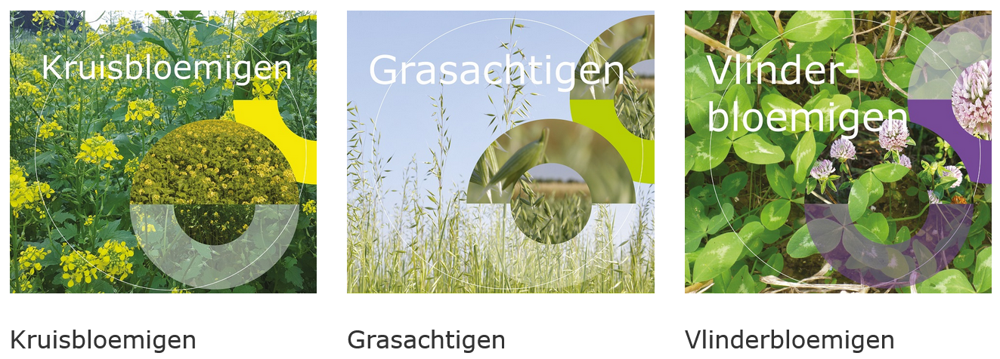 Kruisbloemigen
Grasachtigen
Vlinder-
bloemigen
Kruisbloemigen
Grasachtigen
Vlinderbloemigen